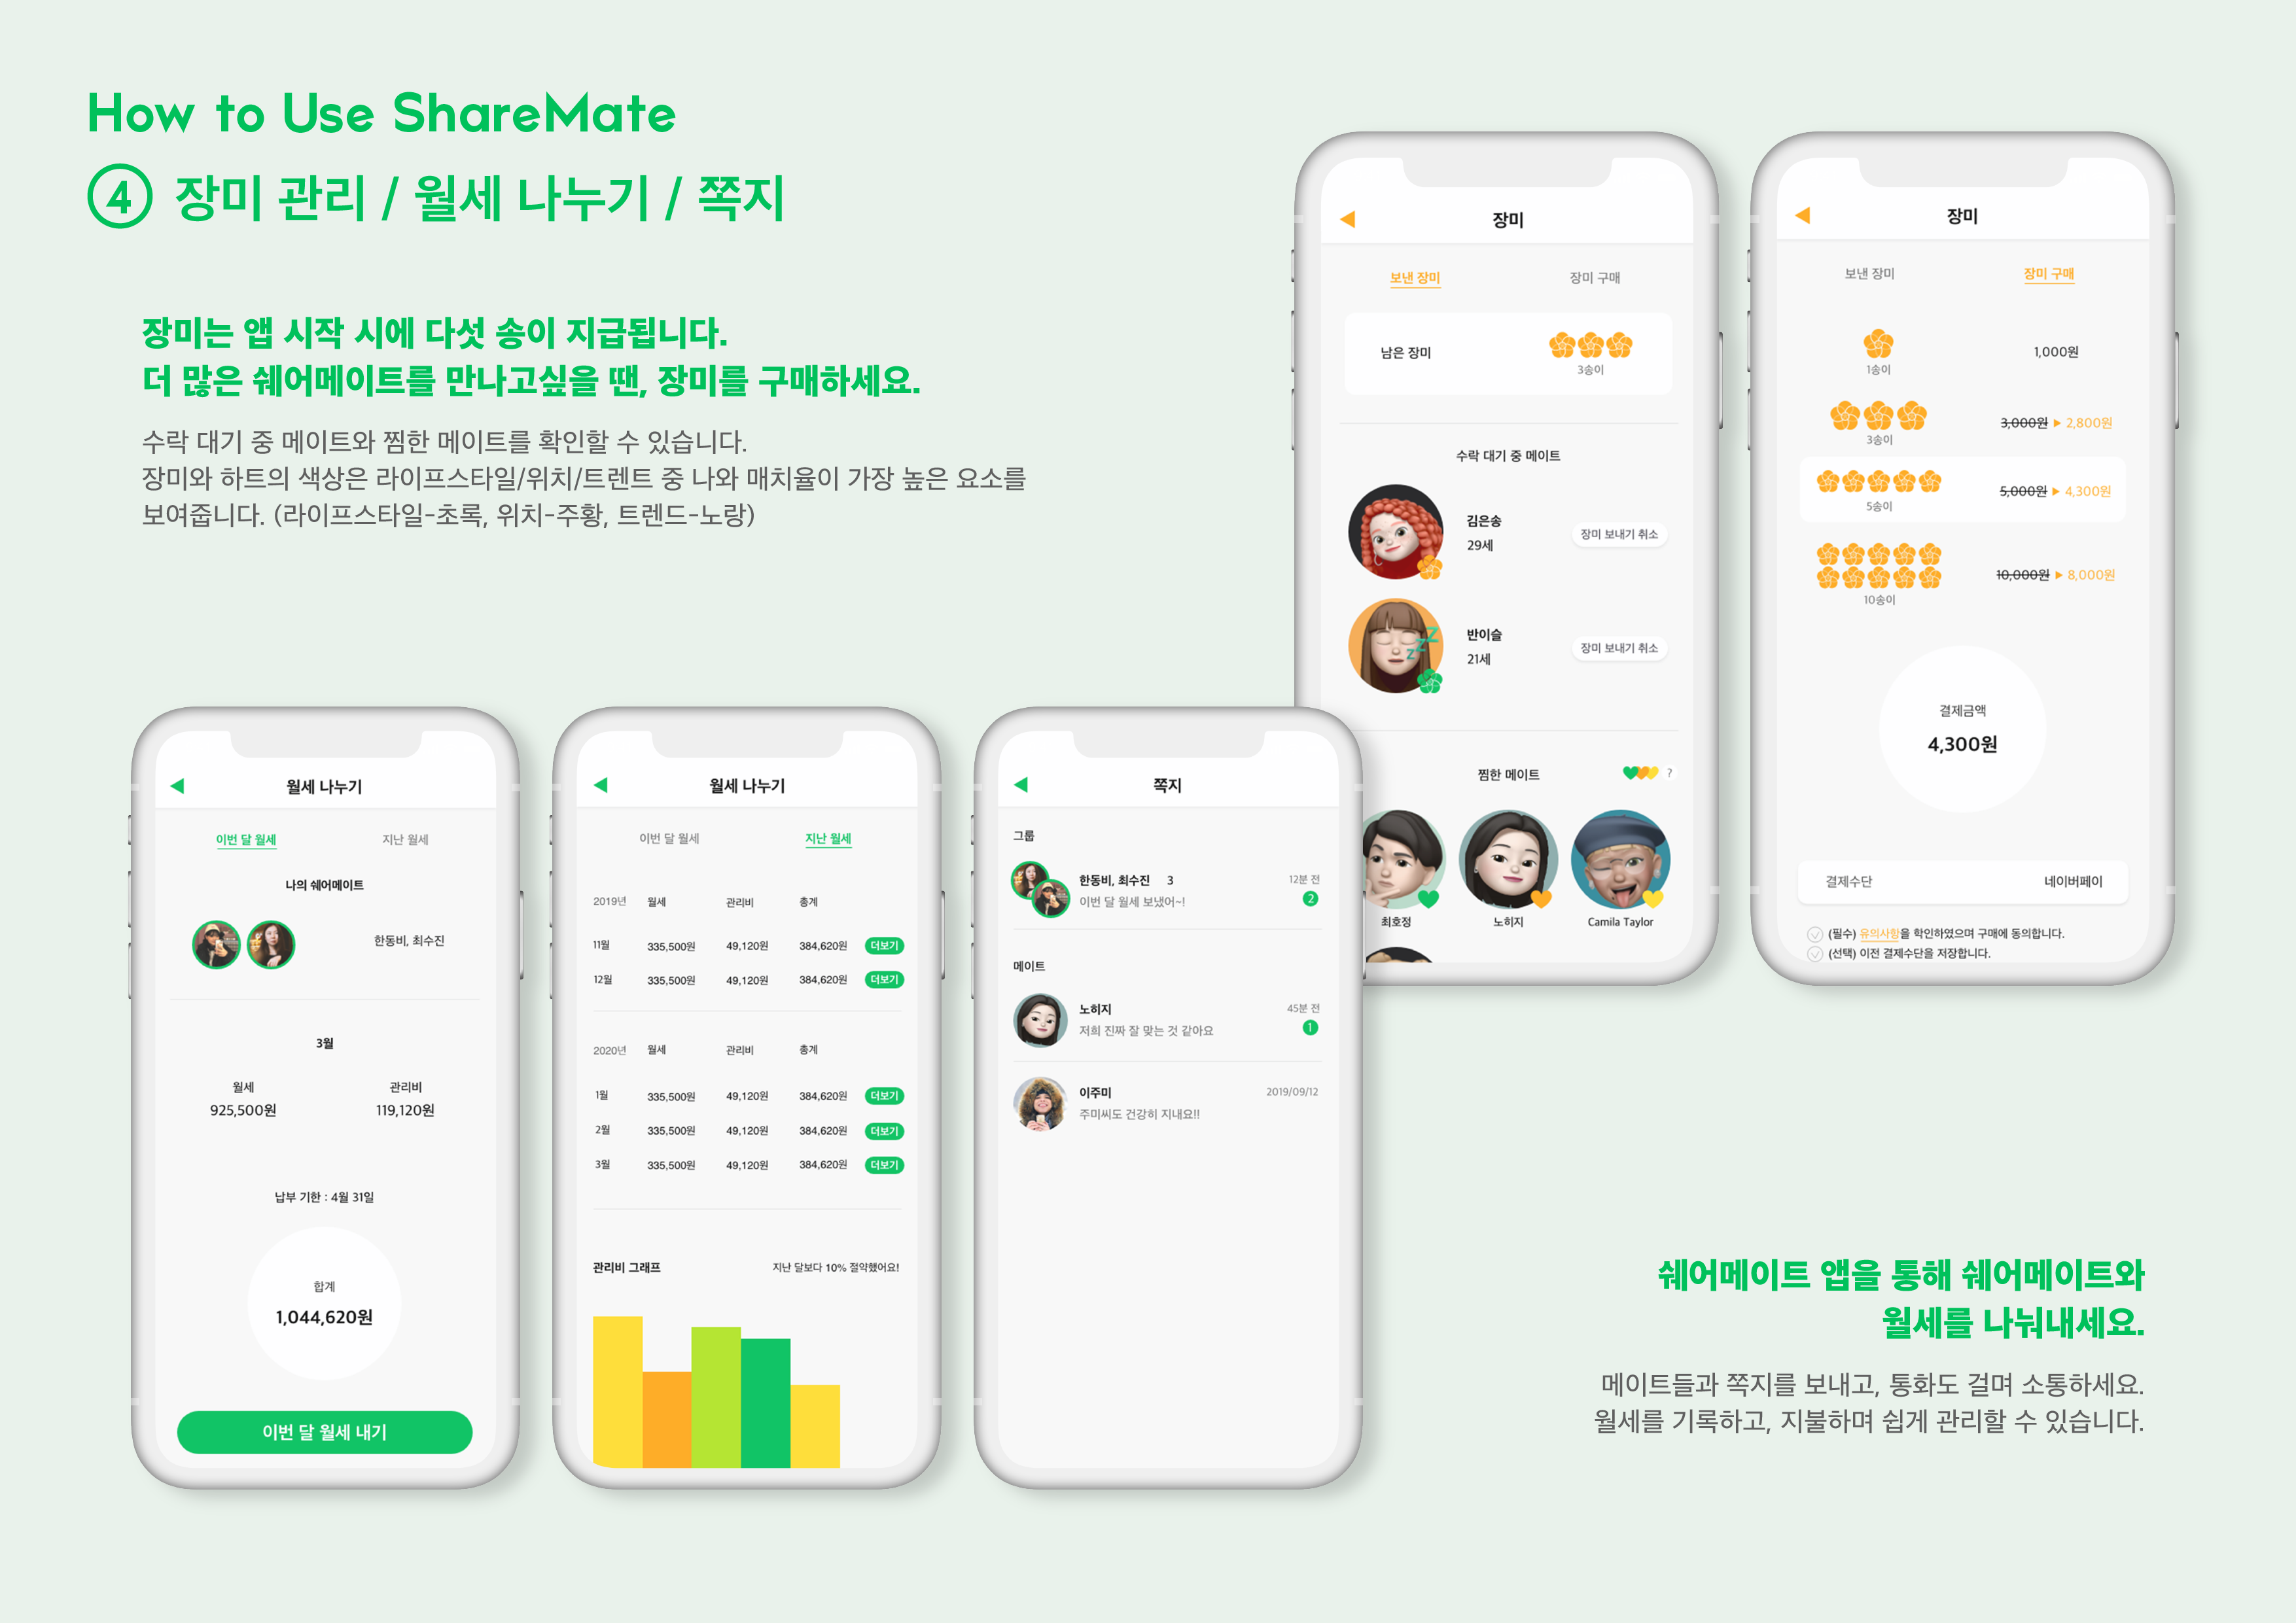 How to Use ShareMate
4 장미 관리 / 월세 나누기 / 쪽지
장미는 앱 시작 시에 다섯 송이 지급됩니다.
더 많은 쉐어메이트를 만나고싶을 땐, 장미를 구매하세요.
수락 대기 중 메이트와 찜한 메이트를 확인할 수 있습니다.
장미와 하트의 색상은 라이프스타일/위치/트렌트 중 나와 매치율이 가장 높은 요소를
보여줍니다. (라이프스타일-초록, 위치-주황, 트렌드-노랑)
장미
보낸 장미 장미 구매
남은 장미
3송이
수락 대기 중 메이트
김은송
29세
장미 보내기 취소
zzZ
반이슬
21세
장미 보내기 취소
찜한 메이트 ?
최호정 노히지 Camila Taylor
장미
보낸 장미 장미 구매
1송이 1,000원
3송이 3,000원 ▶ 2,800원
5송이 5,000원 ▶ 4,300원
10송이 10,000원 ▶ 8,000원
결제금액
4,300원
결제수단 네이버페이
(필수) 유의사항을 학인하였으며 구매에 동의합니다.
(선택) 이전 결제수단을 저장합니다.
월세 나누기
이번 달 월세 지난 월세
나의 쉐어메이트
한동비, 최수진
3월
월세 관리비
925,500원 119,120원
납부 기한 : 4월 31일
합계
1,044,620원
이번 달 월세 내기
월세 나누기
이번 달 월세 지난 월세
2019년 월세 관리비 총계
11월 335,500원 49,120원 384,620원 더보기
12월 335,500원 49,120원 384,620원 더보기
2020년 월세 관리비 총계
1월 335,500원 49,120원 384,620원 더보기
2월 335,500원 49,120원 384,620원 더보기
3월 335,500원 49,120원 384,620원 더보기
관리비 그래프 지난 달보다 10% 절약했어요!
쪽지
그룹
한동비, 최수진 3 12분 전
이번 달 월세 보냈어~! 2
메이트
노히지 45분 전
저희 진짜 잘 맞는 것 같아요 1
이주미 2019/09/12
주미씨도 건강히 지내요!!
쉐어메이트 앱을 통해 쉐어메이트와
월세를 나눠내세요.
메이트들과 쪽지를 보내고, 통화도 걸며 소통하세요.
월세를 기록하고, 지불하며 쉽게 관리할 수 있습니다.